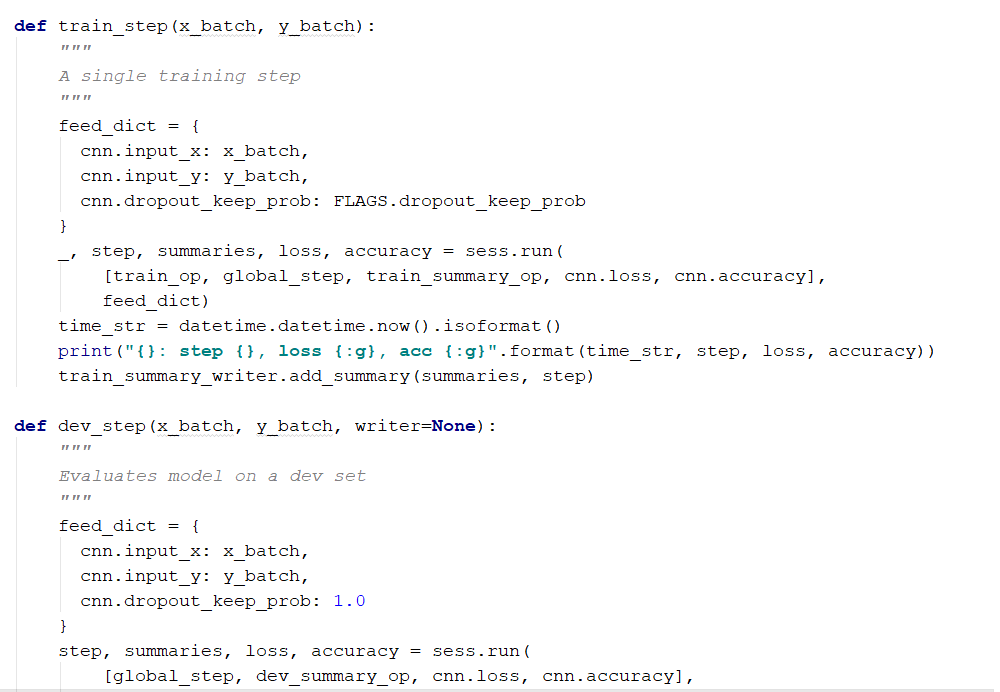 def train_step(x_batch, y_batch):
    """
    A single training step
    """
    feed_dict = {
      cnn.input_x: x_batch,
      cnn.input_y: y_batch,
      cnn.dropout_keep_prob: FLAGS.dropout_keep_prob
    }
    _, step, summaries, loss, accuracy = sess.run(
        [train_op, global_step, train_summary_op, cnn.loss, cnn.accuracy],
        feed_dict)
    time_str = datetime.datetime.now().isoformat()
    print("{}: step {}, loss {:g}, acc {:g}".format(time_str, step, loss, accuracy))
    train_summary_writer.add_summary(summaries, step)

def dev_step(x_batch, y_batch, writer=None):
    """
    Evaluates model on a dev set
    """
    feed_dict = {
      cnn.input_x: x_batch,
      cnn.input_y: y_batch,
      cnn.dropout_keep_prob: 1.0
    }
    step, summaries, loss, accuracy = sess.run(
        [global_step, dev_summary_op, cnn.loss, cnn.accuracy],